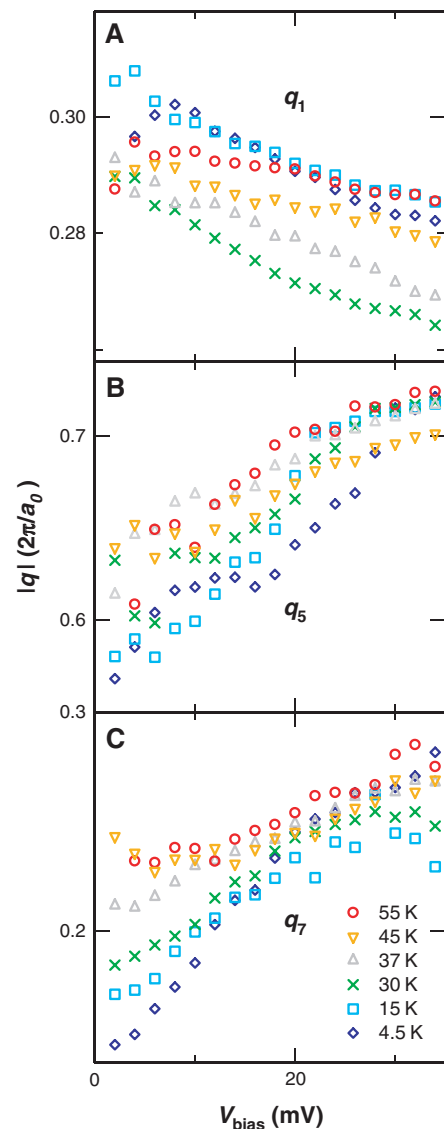 A
q1
0.30
0.28
B
q5
0.7
0.6
|q| (2π/a0)
0.3
C
q7
0.2
55 K
45 K
37 K
30 K
15 K
4.5 K
0
20
Vbias (mV)